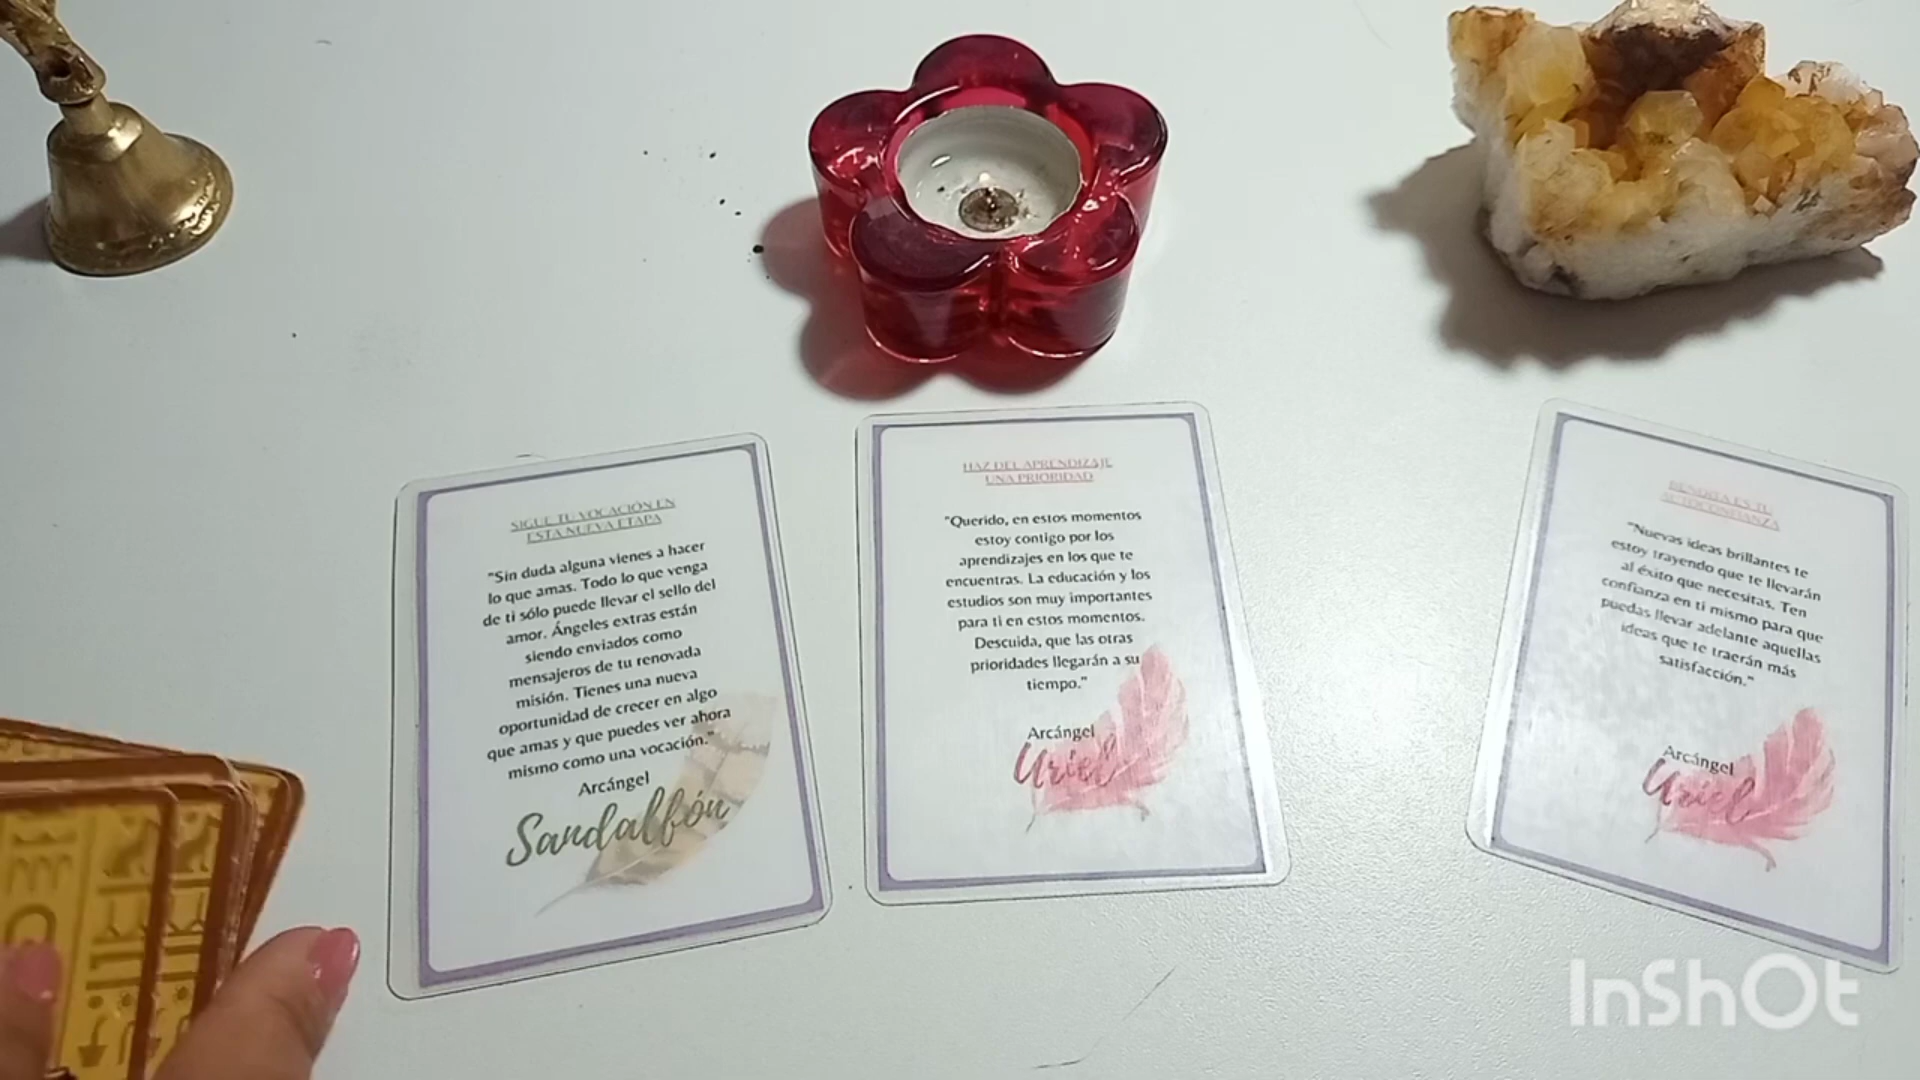 SIGUE TU VOCACIÓN EN
ESTA NUEVA ETAPA
"Sin duda alguna vienes a hacer
lo que amas. Todo lo que venga
de ti sólo puede llevar el sello del
amor. Ángeles extras están
siendo enviados como
mensajeros de tu renovada
misión. Tienes una nueva
oportunidad de crecer en algo
que amas y que puedes ver ahora
mismo como una vocación."
Arcángel
Sandalfón
HAZ DEL APRENDIZAJE
UNA PRIORIDAD
"Querido, en estos momentos
estoy contigo por los
aprendizajes en los que te
encuentras. La educación y los
estudios son muy importantes
para ti en estos momentos.
Descuida, que las otras
prioridades llegarán a su
tiempo."
Arcángel
Uriel
BENDITA ES TU
AUTOCONFIANZA
"Nuevas ideas brillantes te
estoy trayendo que te llevarán
al éxito que necesitas. Ten
confianza en ti mismo para que
puedas llevar adelante aquellas
ideas que te traerán más
satisfacción."
Arcángel
Uriel
InShOt